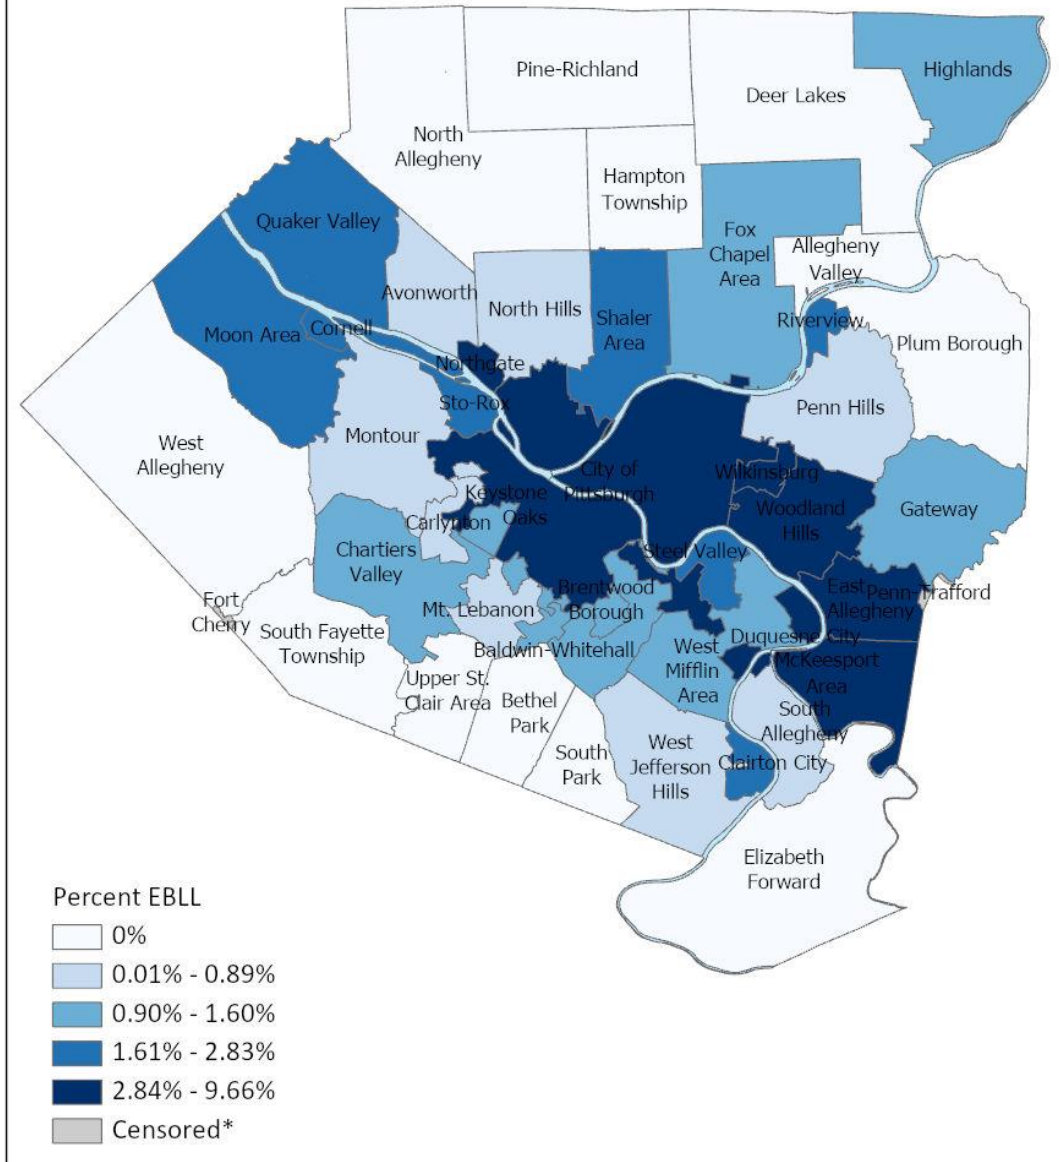 Pine-Richland
Highlands
Deer Lakes
North
Allegheny
Hampton
Township
Quaker Valley
Fox
Chapel
Area
Allegheny
Valley
Avonworth
North Hills
Moon Area
Cornell
Shaler
Area
Riverview
Plum Borough
Northgate
Sto-Rox
Penn Hills
Montour
West
Allegheny
City of
Pittsburgh
Wilkinsburg
Keystone
Oaks
Woodland
Hills
Gateway
Carlynton
Chartiers
Valley
Steel Valley
Brentwood
Borough
East
Allegheny
Penn-Trafford
Fort
Cherry
Mt. Lebanon
South Fayette
Township
Duquesne City
Baldwin-Whitehall
West
Mifflin
Area
McKeesport
Area
Upper St.
Clair Area
Bethel
Park
South
Allegheny
South
Park
West
Jefferson
Hills
Clairton City
Elizabeth
Forward
Percent EBLL
0%
0.01% - 0.89%
0.90% - 1.60%
1.61% - 2.83%
2.84% - 9.66%
Censored*